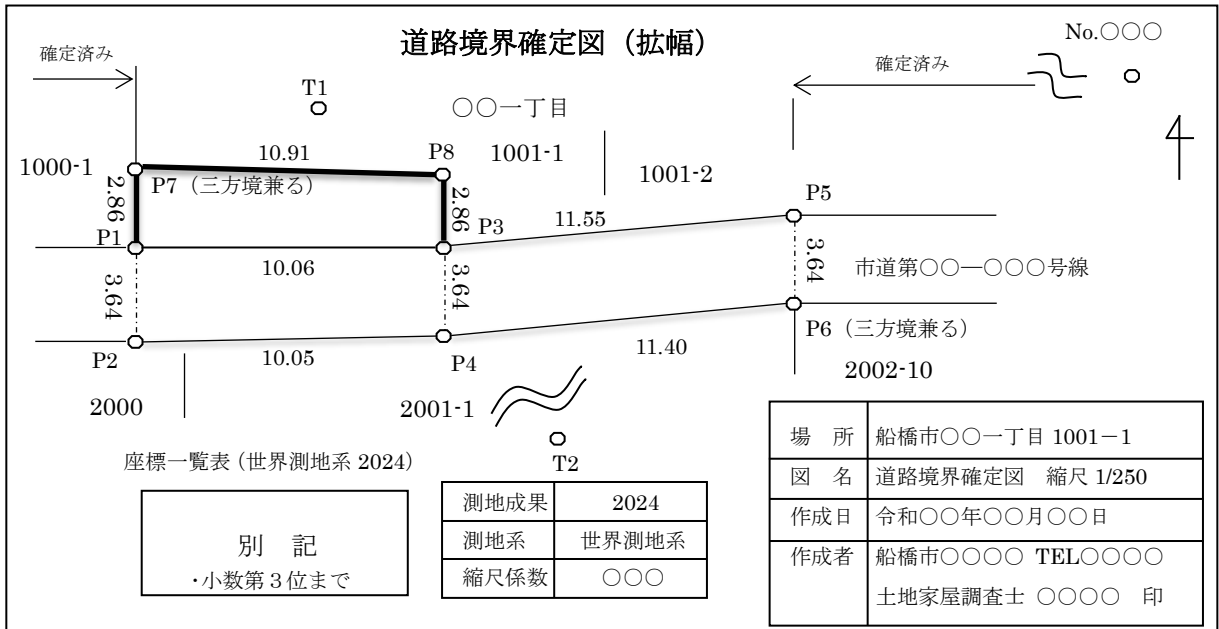 道路境界確定図（拡幅）
No.○○○
確定済み
確定済み
T1
○○一丁目
1000-1
10.91
P8
1001-1
1001-2
P7（三方境兼る）
2.86
2.86
P5
P1
P3
11.55
10.06
3.64
3.64
3.64
市道第○○―○○○号線
P6（三方境兼る）
P2
10.05
P4
11.40
2002-10
2000
2001-1
T2
座標一覧表（世界測地系 2024）
別　記
・小数第３位まで
測地成果 2024
測地系 世界測地系
縮尺係数 ○○○
場　所 船橋市○○一丁目 1001－1
図　名 道路境界確定図　縮尺 1/250
作成日 令和○○年○○月○○日
作成者 船橋市○○○○ TEL○○○○
土地家屋調査士 ○○○○　印